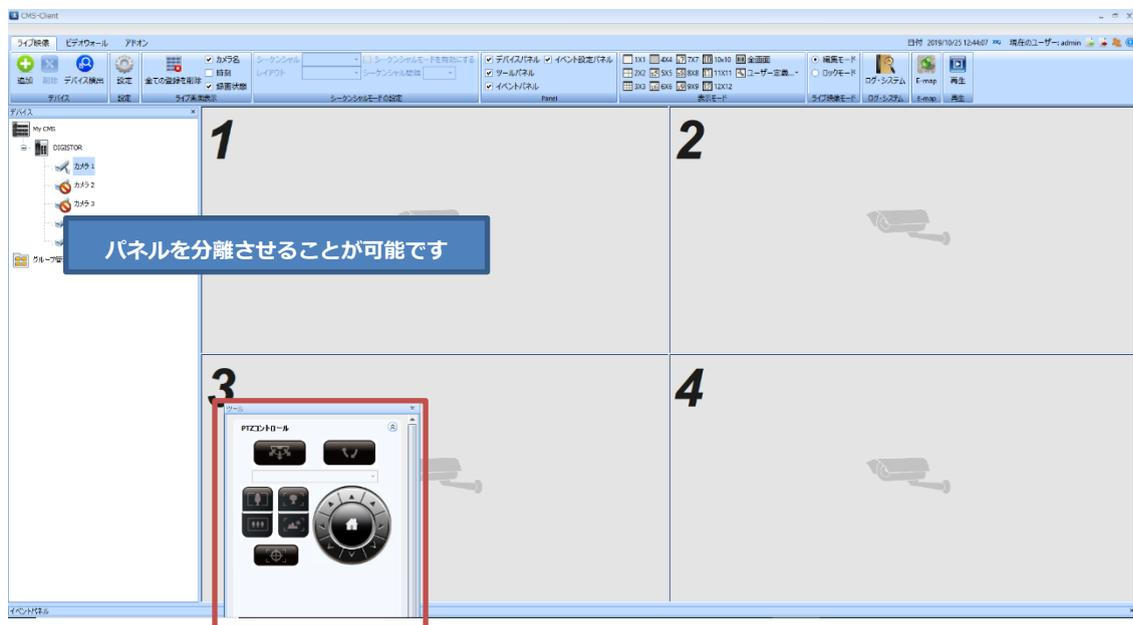 CMS-Client
ライブ映像 ビデオウォール アドオン
日付 2019/10/25 12:44:07 現在のユーザー: admin
追加 削除 デバイス検出 設定 全ての登録を削除
デバイス 設定 ライブ画面表示
カメラ名
時刻
録画状態
シーケンシャル シーケンシャルモードを有効にする
レイアウト シーケンシャル間隔
シーケンシャルモードの設定
デバイスパネル イベント設定パネル
ツールパネル
イベントパネル
Panel
1X1 4X4 7X7 10x10 全画面
2X2 5X5 8X8 11X11 ユーザー定義...
3X3 6X6 9X9 12X12
表示モード
編集モード
ロックモード
ライブ映像モード
ログ・システム E-map 再生
ログ・システム E-map 再生
デバイス
My CMS
DIGISTOR
カメラ 1
カメラ 2
カメラ 3
1
2
パネルを分離させることが可能です
3
4
ツール
PTZコントロール
イベントパネル